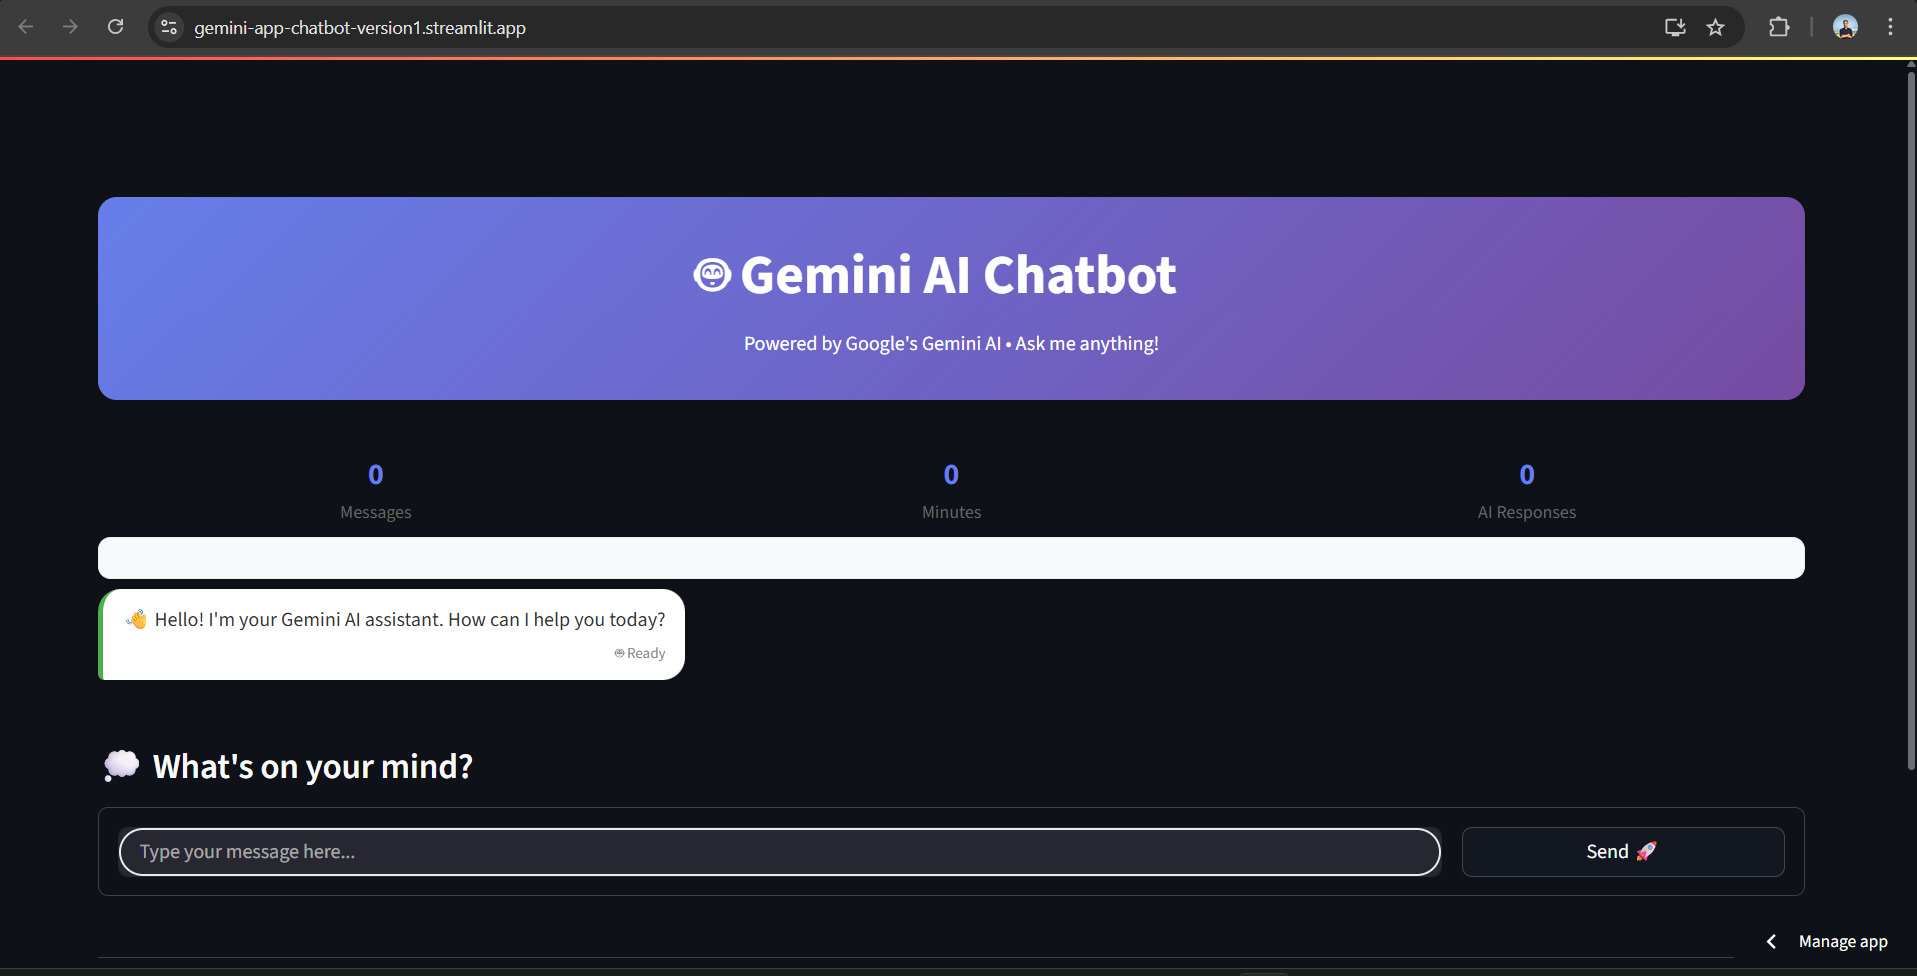 gemini-app-chatbot-version1.streamlit.app
Gemini AI Chatbot
Powered by Google's Gemini AI • Ask me anything!
0 0 0
Messages Minutes AI Responses
👋 Hello! I'm your Gemini AI assistant. How can I help you today?
Ready
💭 What's on your mind?
Type your message here... Send 🚀
Manage app